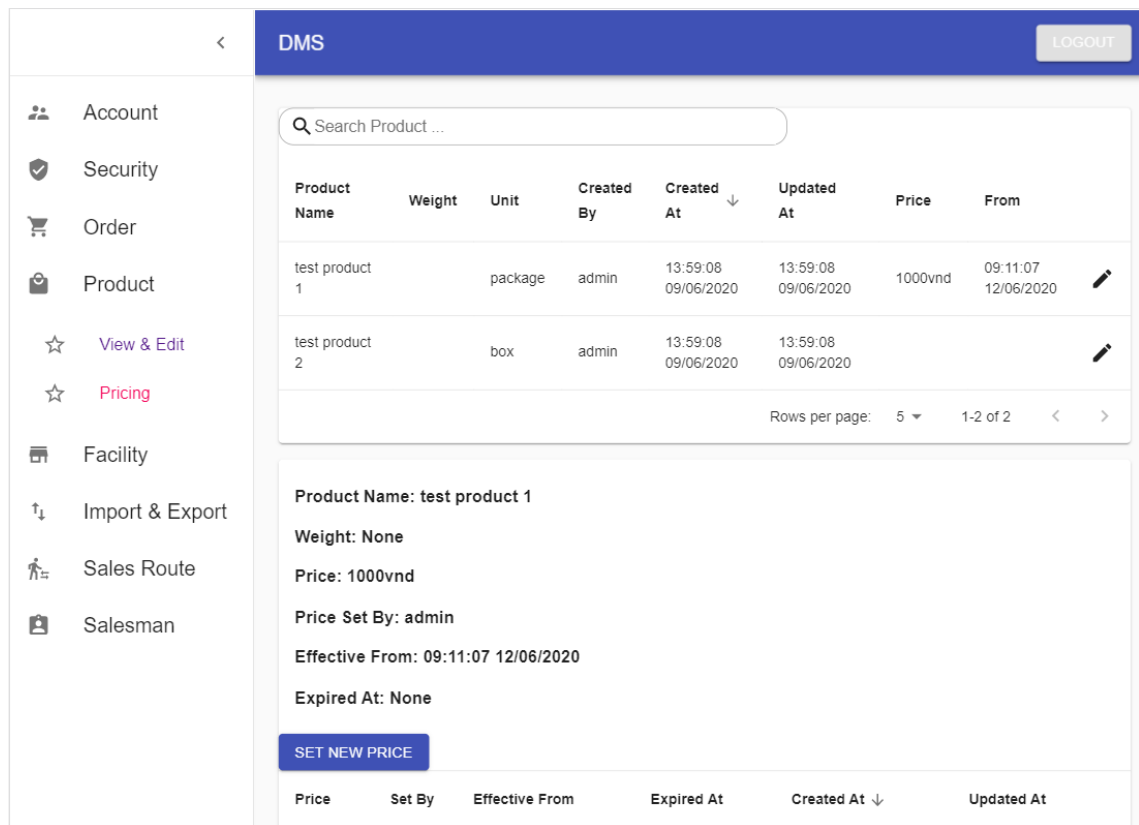 DMS
LOGOUT
Account
Security
Order
Product
View & Edit
Pricing
Facility
Import & Export
Sales Route
Salesman
Search Product ...
Product Name Weight Unit Created By Created At Updated At Price From
test product 1 package admin 13:59:08 09/06/2020 13:59:08 09/06/2020 1000vnd 09:11:07 12/06/2020
test product 2 box admin 13:59:08 09/06/2020 13:59:08 09/06/2020
Rows per page: 5 1-2 of 2
Product Name: test product 1
Weight: None
Price: 1000vnd
Price Set By: admin
Effective From: 09:11:07 12/06/2020
Expired At: None
SET NEW PRICE
Price Set By Effective From Expired At Created At Updated At